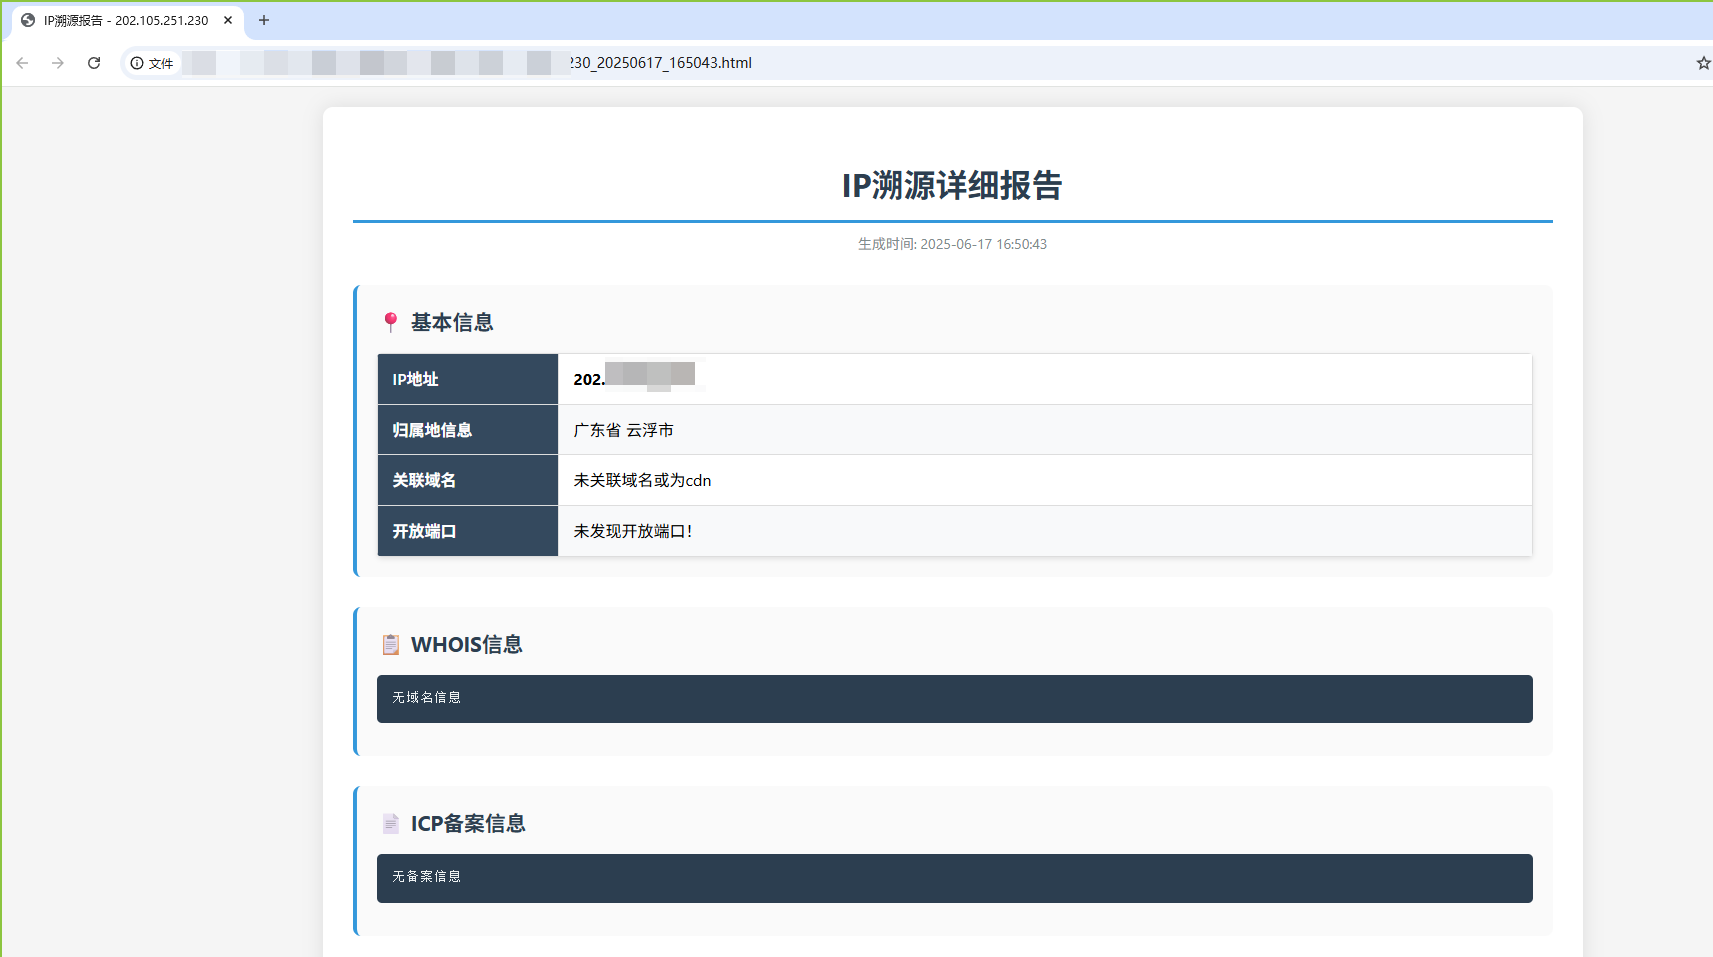 IP溯源报告 - 202.105.251.230
文件
230_20250617_165043.html
IP溯源详细报告
生成时间: 2025-06-17 16:50:43
基本信息
IP地址 202.
归属地信息 广东省 云浮市
关联域名 未关联域名或为cdn
开放端口 未发现开放端口！
WHOIS信息
无域名信息
ICP备案信息
无备案信息